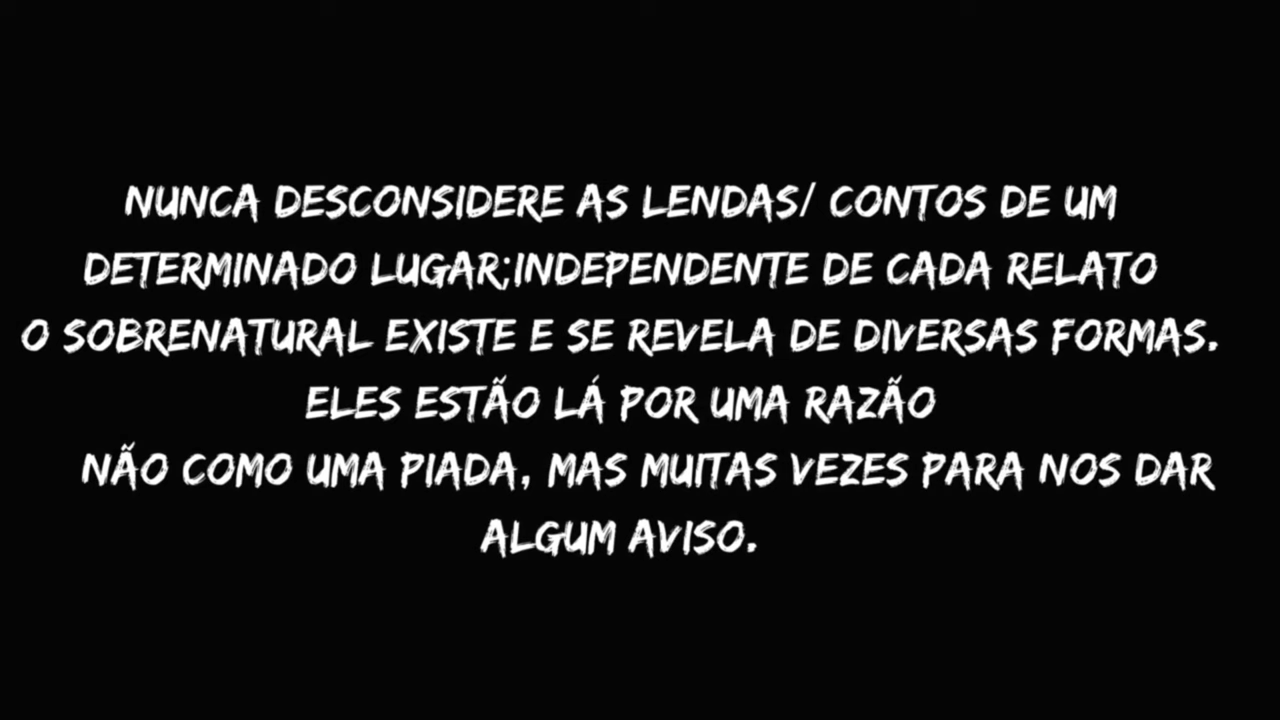 NUNCA DESCONSIDERE AS LENDAS/ CONTOS DE UM
DETERMINADO LUGAR;INDEPENDENTE DE CADA RELATO
O SOBRENATURAL EXISTE E SE REVELA DE DIVERSAS FORMAS.
ELES ESTÃO LÁ POR UMA RAZÃO
NÃO COMO UMA PIADA, MAS MUITAS VEZES PARA NOS DAR
ALGUM AVISO.